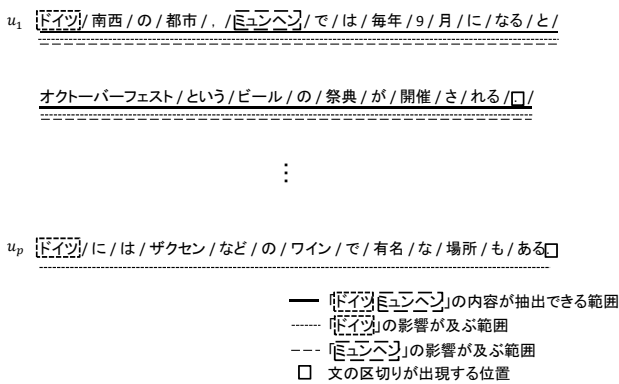 u₁ ドイツ/ 南西 / の / 都市 / , / ミュンヘン/ で / は / 毎年 / 9 / 月 / に / なる / と /
オクトーバーフェスト / という / ビール / の / 祭典 / が / 開催 / さ / れる / . /
⋮
uₚ ドイツ/ に / は / ザクセン / など / の / ワイン / で / 有名 / な / 場所 / も / ある.
「ドイツミュンヘン」の内容が抽出できる範囲
「ドイツ」の影響が及ぶ範囲
「ミュンヘン」の影響が及ぶ範囲
文の区切りが出現する位置